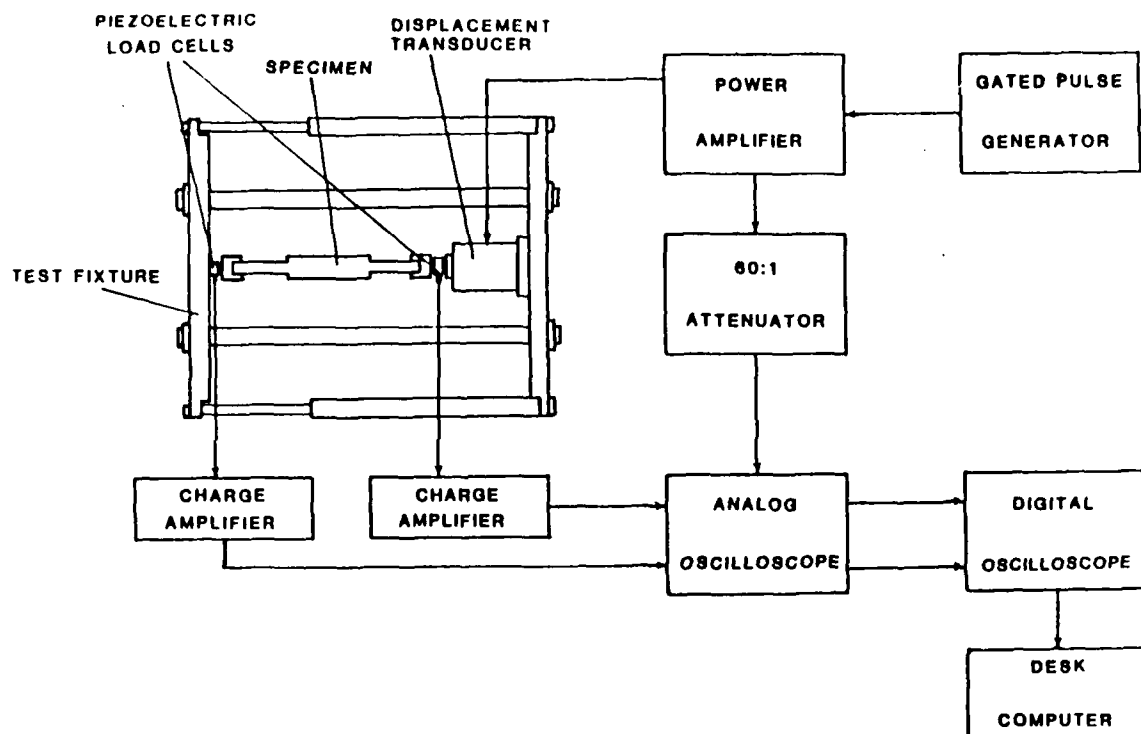 PIEZOELECTRIC
LOAD CELLS
SPECIMEN
DISPLACEMENT
TRANSDUCER
TEST FIXTURE
POWER
AMPLIFIER
GATED PULSE
GENERATOR
60:1
ATTENUATOR
CHARGE
AMPLIFIER
CHARGE
AMPLIFIER
ANALOG
OSCILLOSCOPE
DIGITAL
OSCILLOSCOPE
DESK
COMPUTER